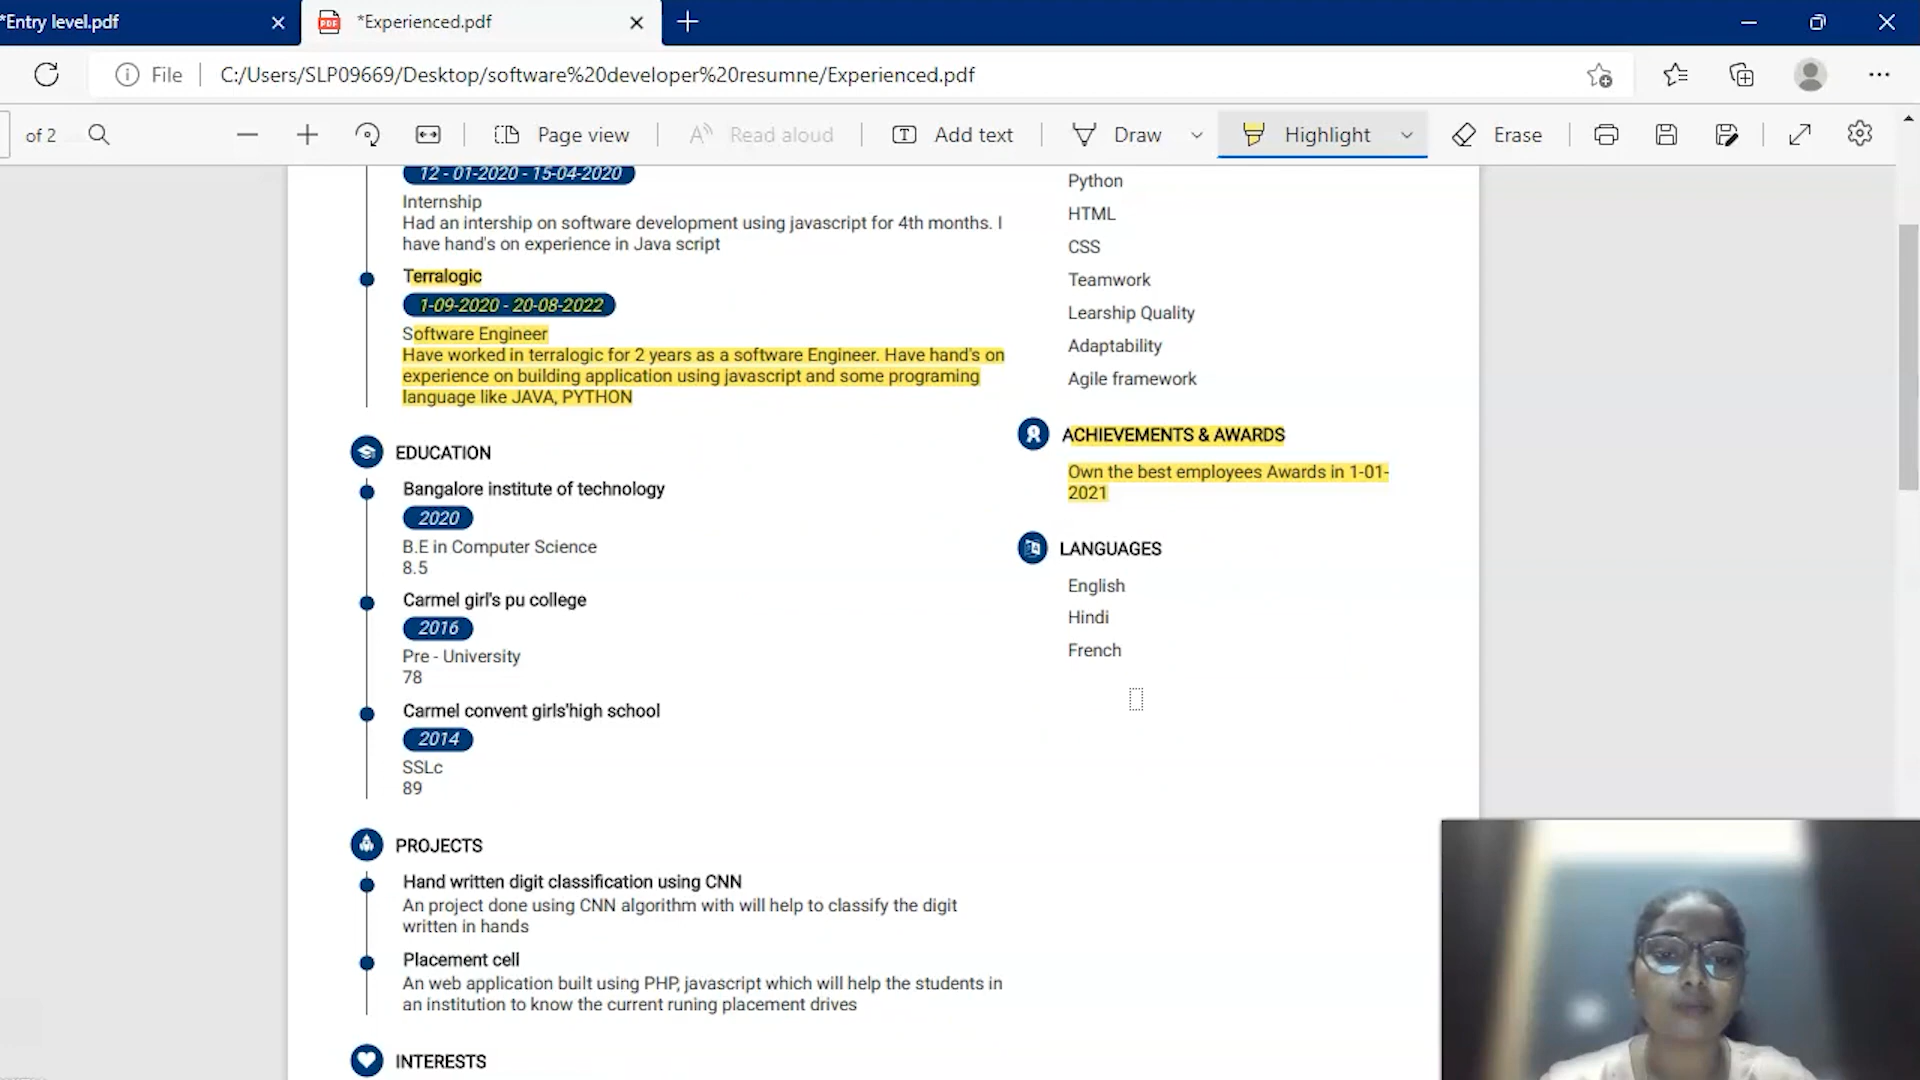 *Entry level.pdf
*Experienced.pdf
File
C:/Users/SLP09669/Desktop/software%20developer%20resumne/Experienced.pdf
of 2
Page view
Read aloud
Add text
Draw
Highlight
Erase
12 - 01-2020 - 15-04-2020
Internship
Had an intership on software development using javascript for 4th months. I
have hand's on experience in Java script
Terralogic
1-09-2020 - 20-08-2022
Software Engineer
Have worked in terralogic for 2 years as a software Engineer. Have hand's on
experience on building application using javascript and some programing
language like JAVA, PYTHON
EDUCATION
Bangalore institute of technology
2020
B.E in Computer Science
8.5
Carmel girl's pu college
2016
Pre - University
78
Carmel convent girls'high school
2014
SSLc
89
PROJECTS
Hand written digit classification using CNN
An project done using CNN algorithm with will help to classify the digit
written in hands
Placement cell
An web application built using PHP, javascript which will help the students in
an institution to know the current runing placement drives
INTERESTS
Python
HTML
CSS
Teamwork
Learship Quality
Adaptability
Agile framework
ACHIEVEMENTS & AWARDS
Own the best employees Awards in 1-01-
2021
LANGUAGES
English
Hindi
French